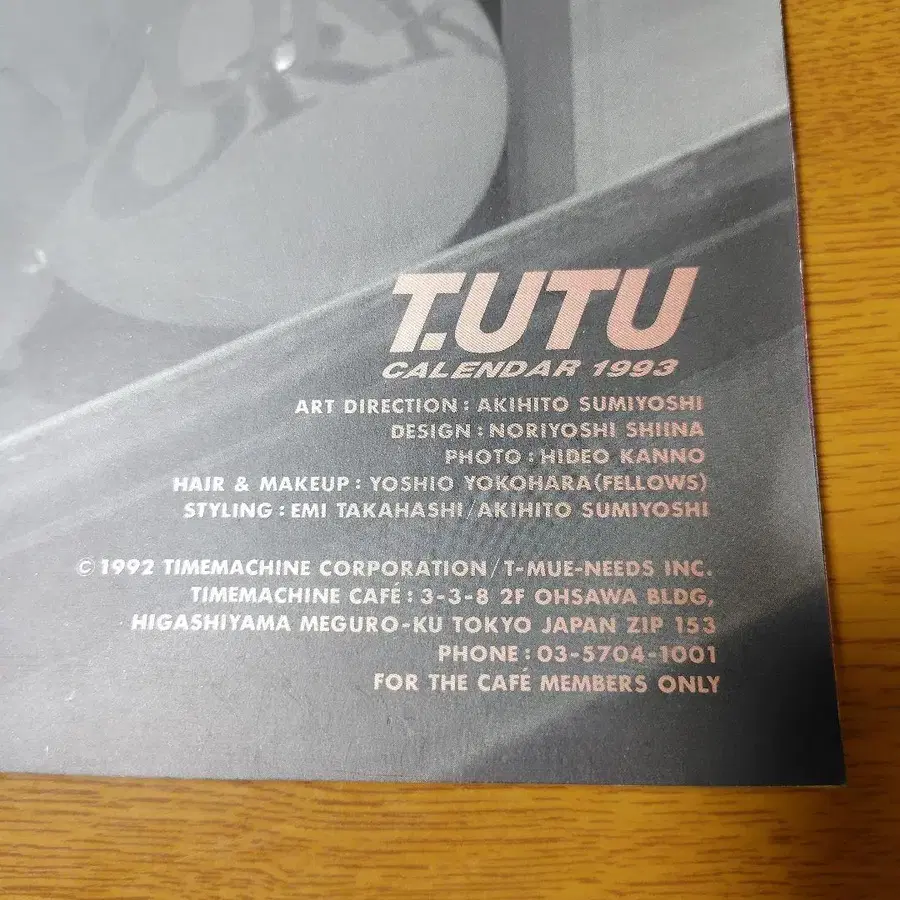 ORK
T.UTU
CALENDAR 1993
ART DIRECTION : AKIHITO SUMIYOSHI
DESIGN : NORIYOSHI SHIINA
PHOTO : HIDEO KANNO
HAIR & MAKEUP : YOSHIO YOKOHARA (FELLOWS)
STYLING : EMI TAKAHASHI / AKIHITO SUMIYOSHI
© 1992 TIMEMACHINE CORPORATION / T-MUE-NEEDS INC.
TIMEMACHINE CAFÉ : 3-3-8 2F OHSAWA BLDG,
HIGASHIYAMA MEGURO-KU TOKYO JAPAN ZIP 153
PHONE : 03-5704-1001
FOR THE CAFÉ MEMBERS ONLY